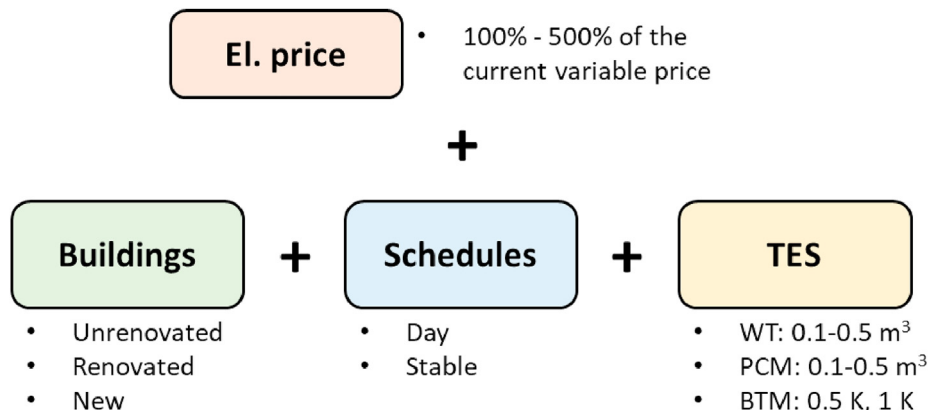 El. price
• 100% - 500% of the
current variable price
+
Buildings + Schedules + TES
• Unrenovated
• Renovated
• New
• Day
• Stable
• WT: 0.1-0.5 m³
• PCM: 0.1-0.5 m³
• BTM: 0.5 K, 1 K